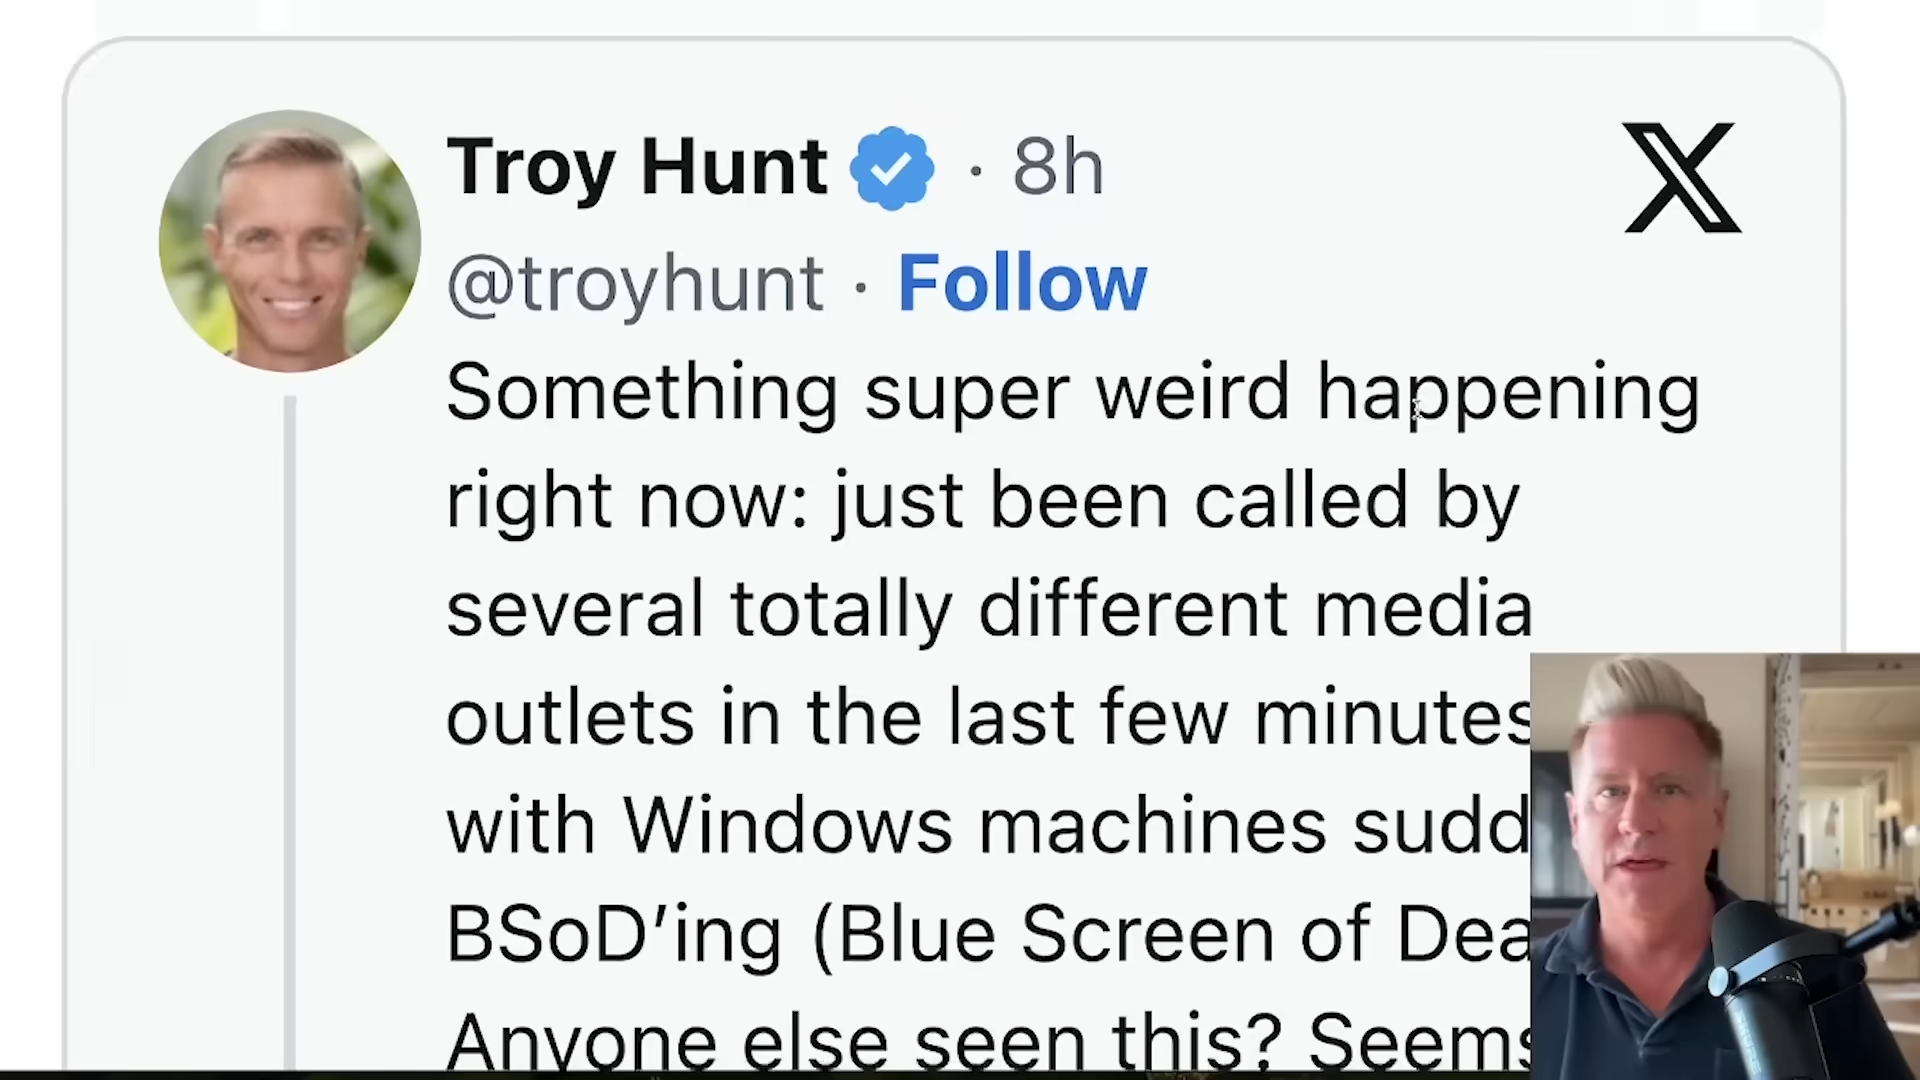 Troy Hunt · 8h
@troyhunt · Follow
Something super weird happening
right now: just been called by
several totally different media
outlets in the last few minutes
with Windows machines sudd
BSoD’ing (Blue Screen of Dea
Anyone else seen this? Seems